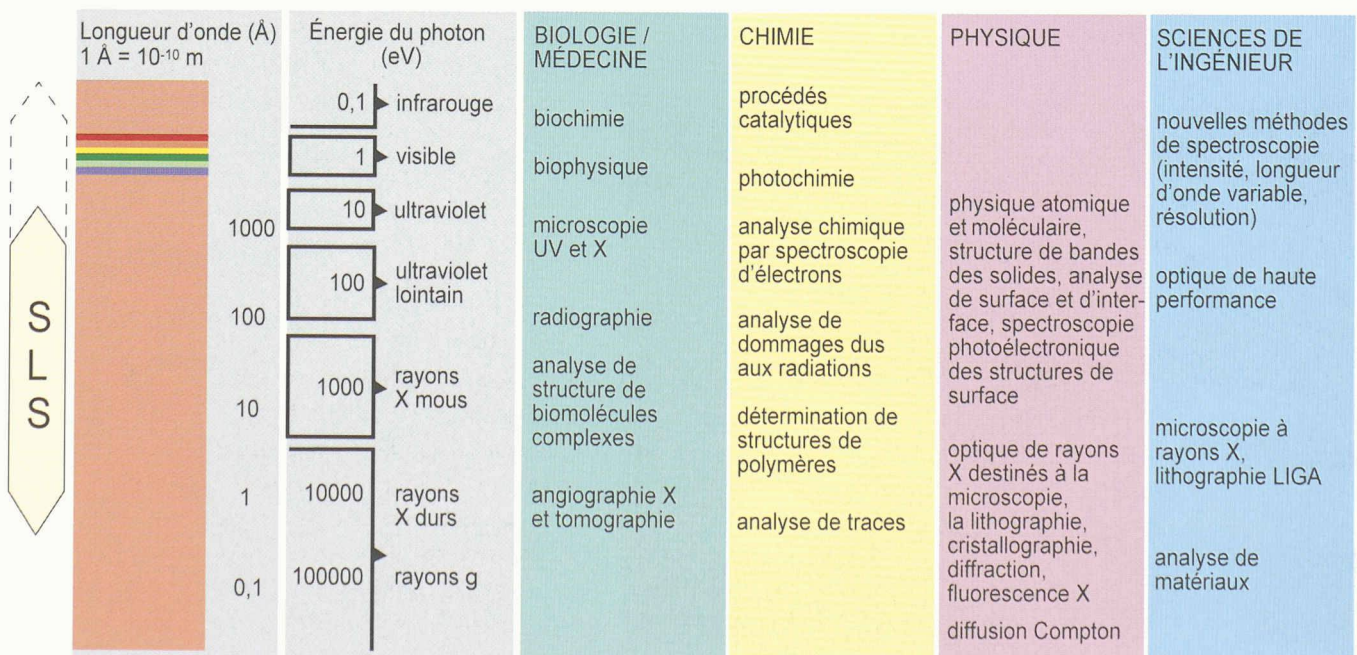 Longueur d'onde (Å)
1 Å = 10⁻¹⁰ m
1000
100
10
1
0,1
S
L
S
Énergie du photon
(eV)
0,1 infrarouge
1 visible
10 ultraviolet
100 ultraviolet
lointain
1000 rayons
X mous
10000 rayons
X durs
100000 rayons g
BIOLOGIE /
MÉDECINE
biochimie
biophysique
microscopie
UV et X
radiographie
analyse de
structure de
biomolécules
complexes
angiographie X
et tomographie
CHIMIE
procédés
catalytiques
photochimie
analyse chimique
par spectroscopie
d'électrons
analyse de
dommages dus
aux radiations
détermination de
structures de
polymères
analyse de traces
PHYSIQUE
physique atomique
et moléculaire,
structure de bandes
des solides, analyse
de surface et d'inter-
face, spectroscopie
photoélectronique
des structures de
surface
optique de rayons
X destinés à la
microscopie,
la lithographie,
cristallographie,
diffraction,
fluorescence X
diffusion Compton
SCIENCES DE
L'INGÉNIEUR
nouvelles méthodes
de spectroscopie
(intensité, longueur
d'onde variable,
résolution)
optique de haute
performance
microscopie à
rayons X,
lithographie LIGA
analyse de
matériaux